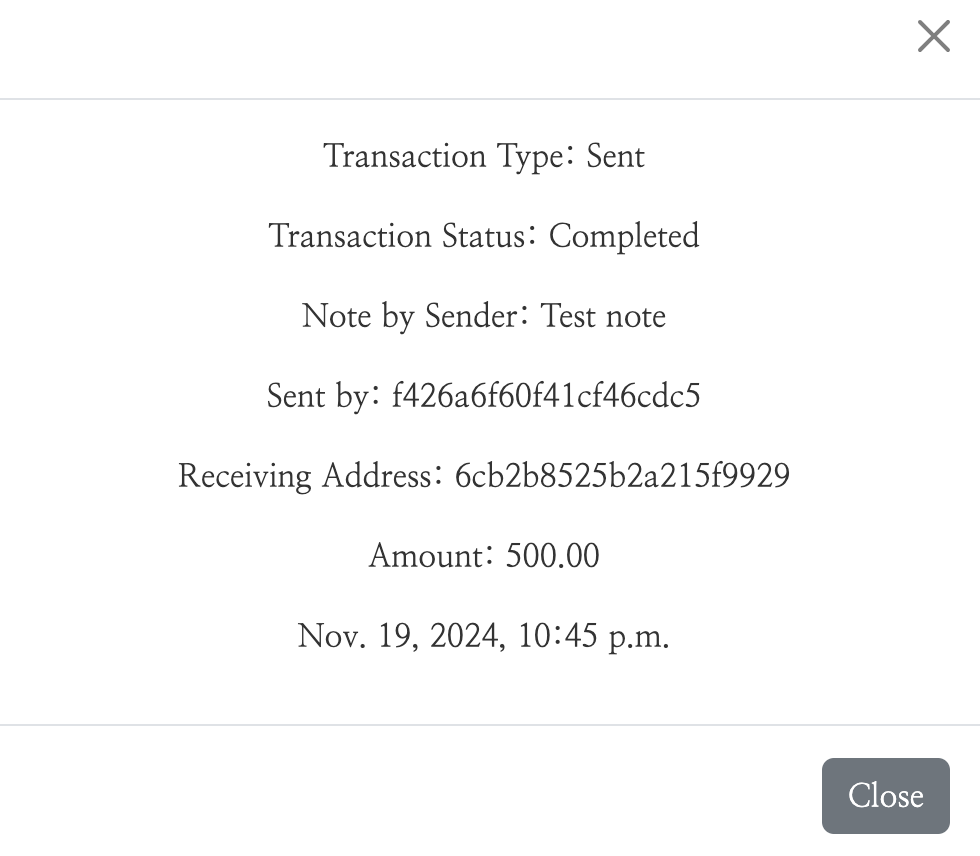 Transaction Type: Sent
Transaction Status: Completed
Note by Sender: Test note
Sent by: f426a6f60f41cf46cdc5
Receiving Address: 6cb2b8525b2a215f9929
Amount: 500.00
Nov. 19, 2024, 10:45 p.m.
Close